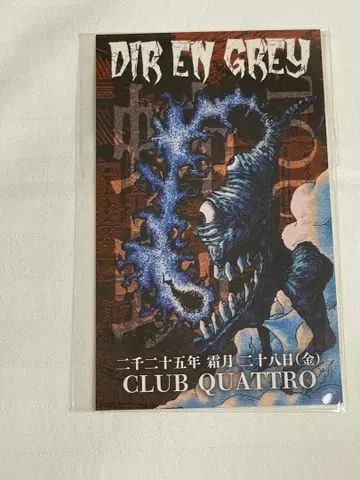 DIR EN GREY
二千二十五年 霜月 二十八日(金)
CLUB QUATTRO